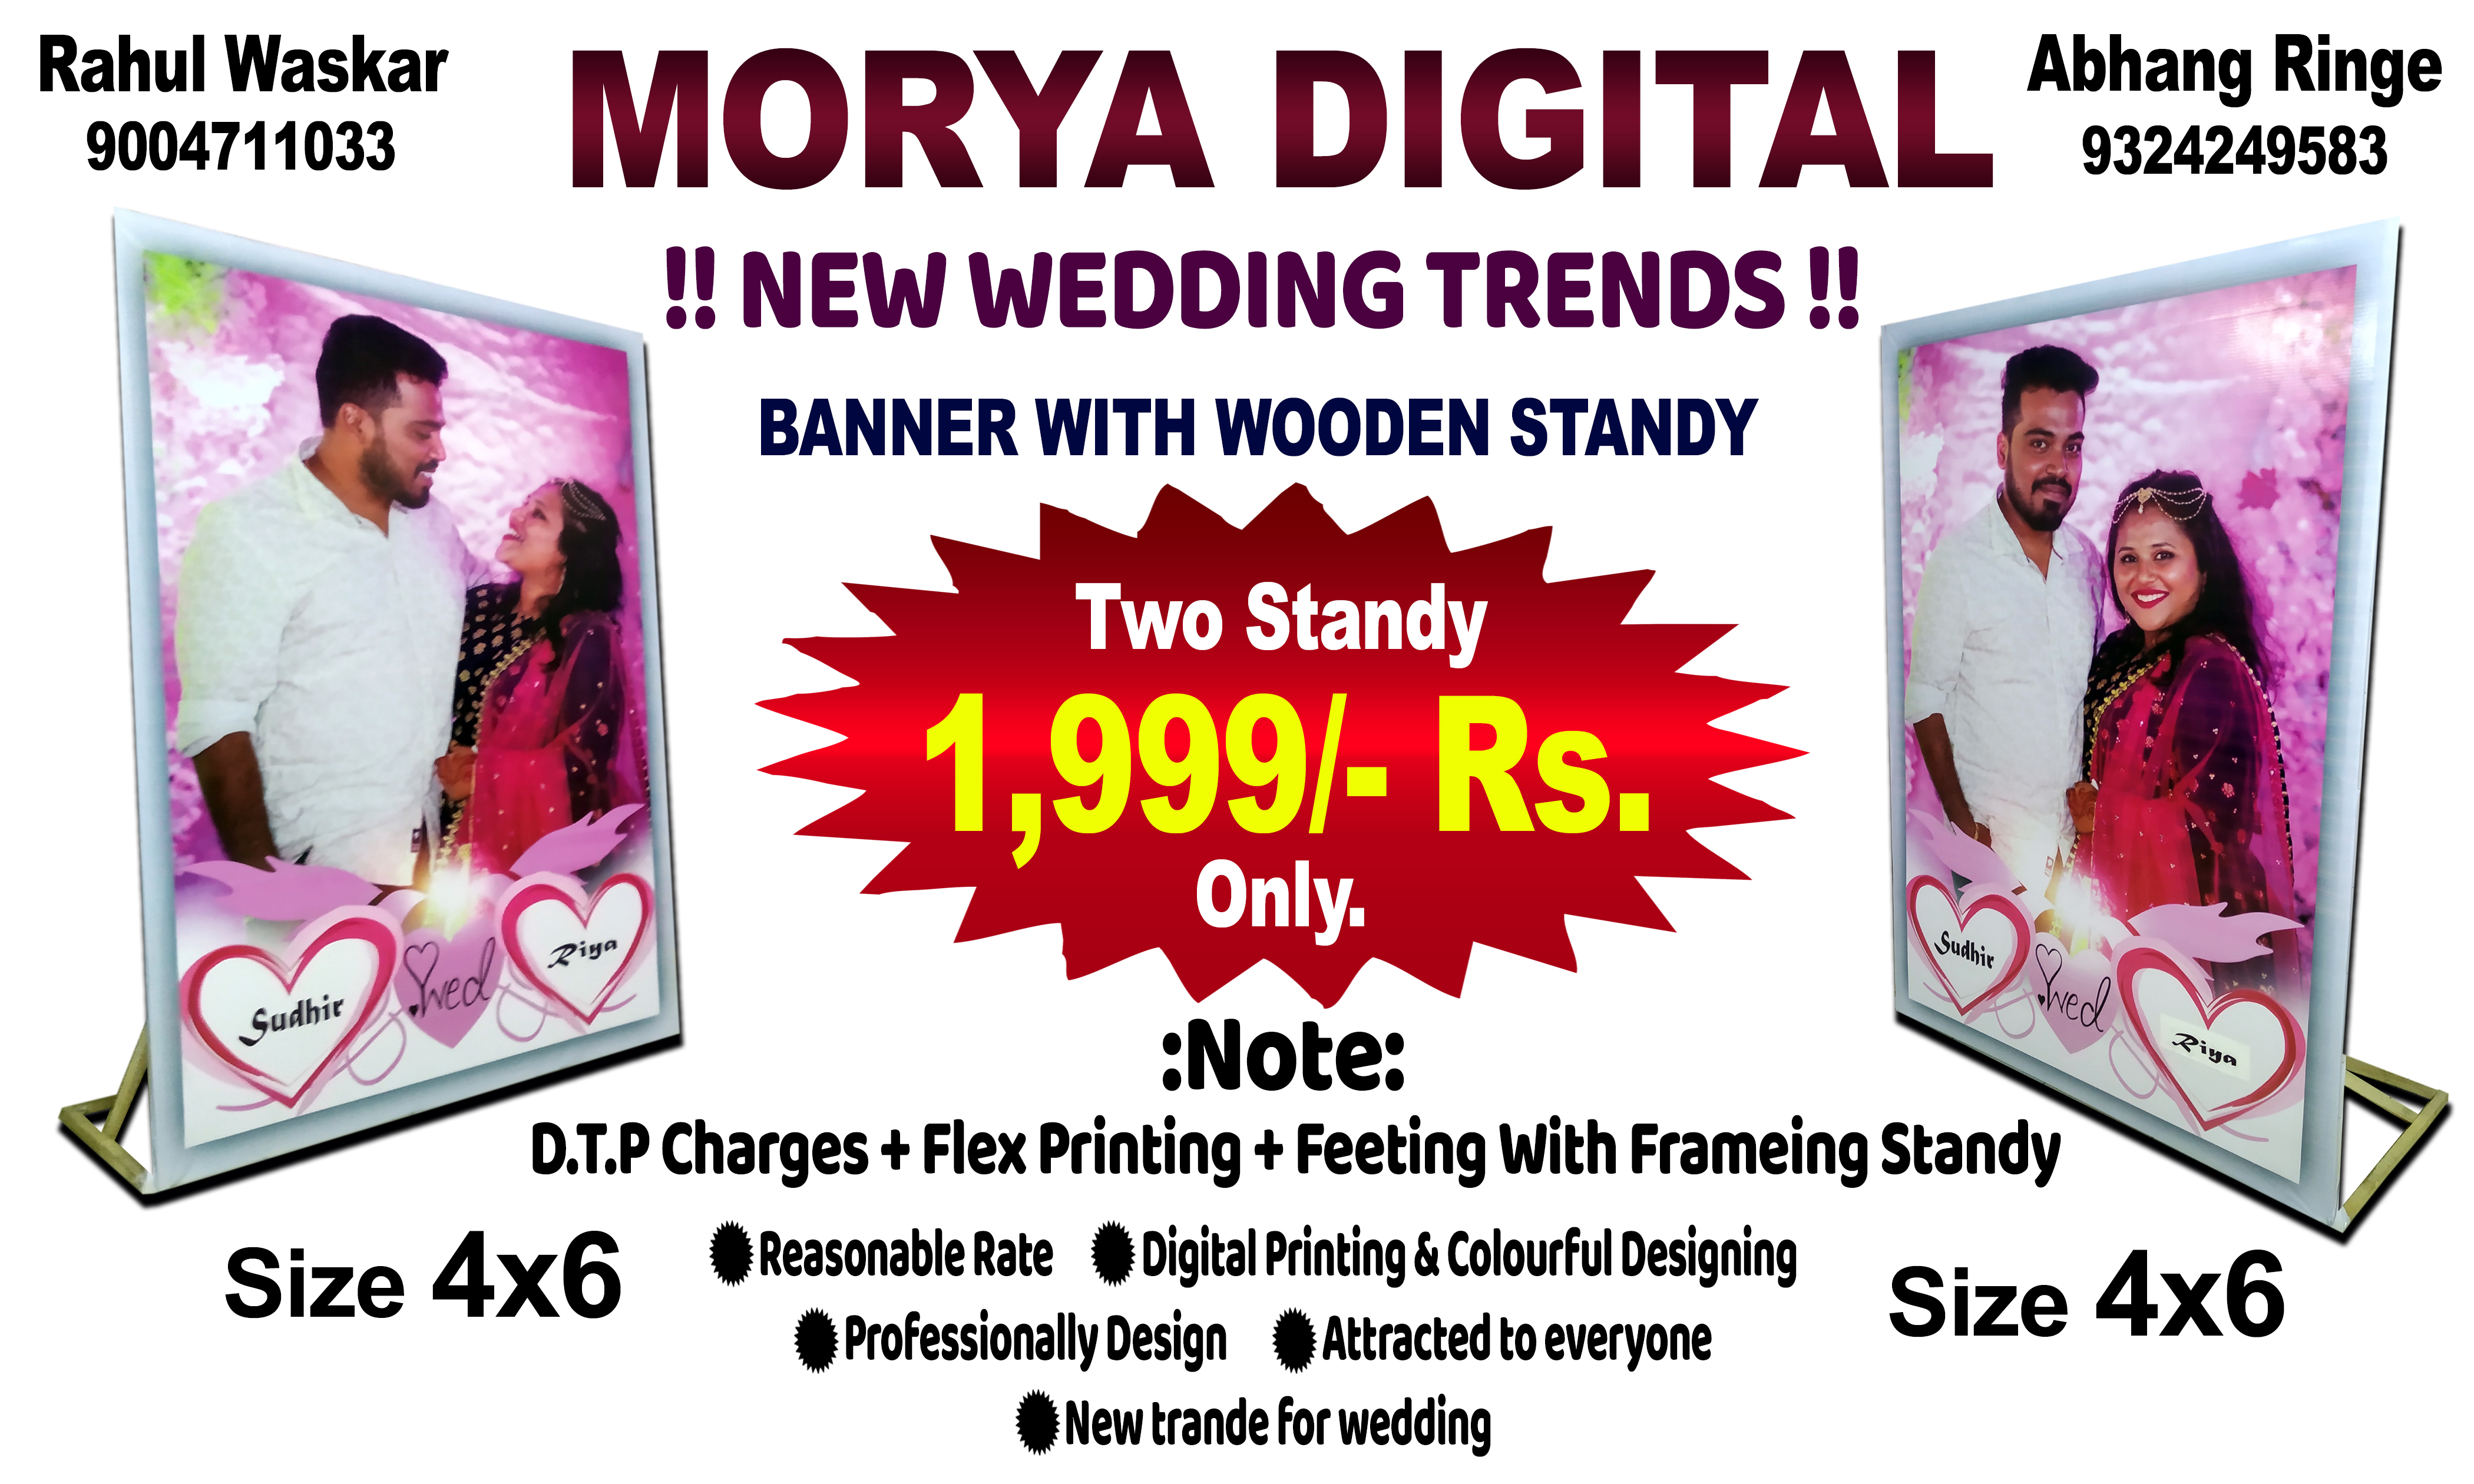 Rahul Waskar
9004711033
MORYA DIGITAL
Abhang Ringe
9324249583
!! NEW WEDDING TRENDS !!
BANNER WITH WOODEN STANDY
Two Standy
1,999/- Rs.
Only.
Sudhir
wed
Riya
Sudhir
wed
Riya
:Note:
D.T.P Charges + Flex Printing + Feeting With Frameing Standy
Size 4x6
Size 4x6
Reasonable Rate Digital Printing & Colourful Designing
Professionally Design Attracted to everyone
New trande for wedding